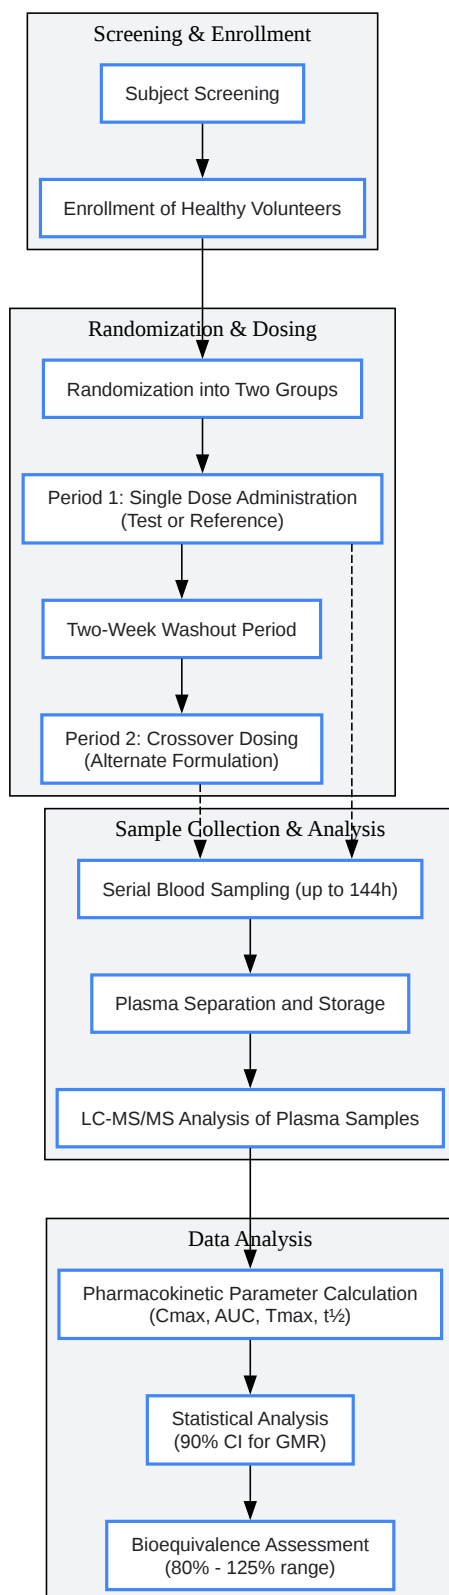 Screening & Enrollment
Subject Screening
Enrollment of Healthy Volunteers
Randomization & Dosing
Randomization into Two Groups
Period 1: Single Dose Administration
(Test or Reference)
Two-Week Washout Period
Period 2: Crossover Dosing
(Alternate Formulation)
Sample Collection & Analysis
Serial Blood Sampling (up to 144h)
Plasma Separation and Storage
LC-MS/MS Analysis of Plasma Samples
Data Analysis
Pharmacokinetic Parameter Calculation
(Cmax, AUC, Tmax, t½)
Statistical Analysis
(90% CI for GMR)
Bioequivalence Assessment
(80% - 125% range)